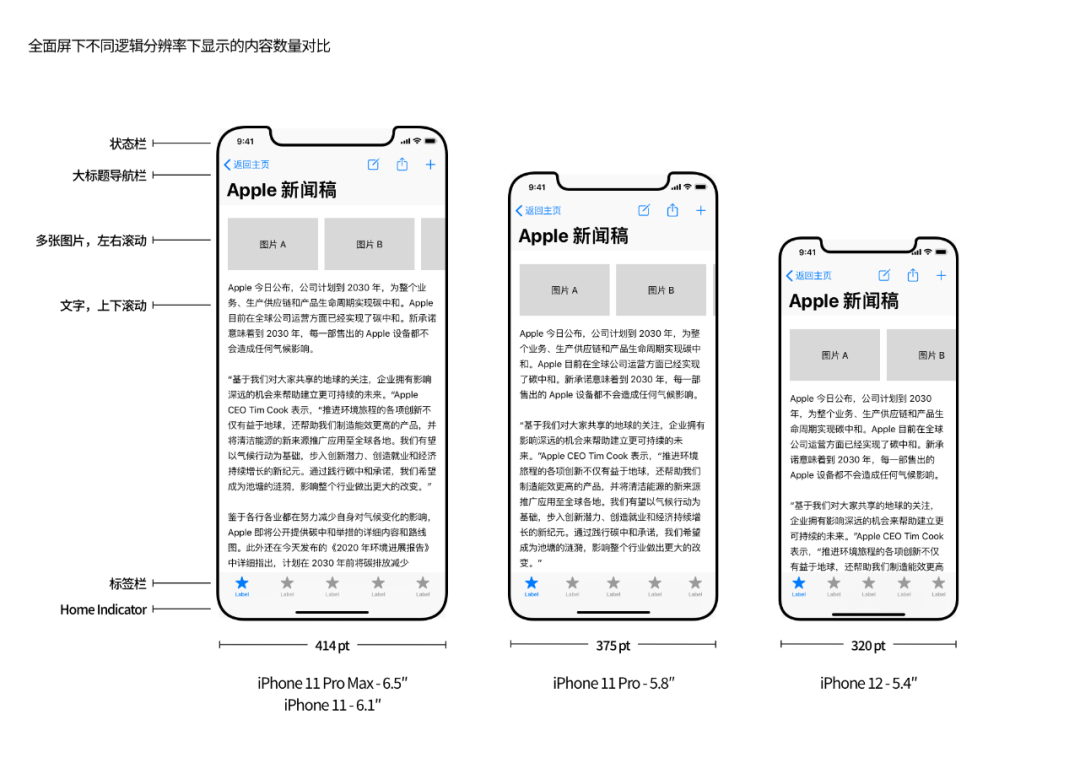 全面屏下不同逻辑分辨率下显示的内容数量对比
状态栏
大标题导航栏
多张图片，左右滚动
文字，上下滚动
标签栏
Home Indicator
9:41
返回主页
Apple 新闻稿
图片 A
图片 B
Apple 今日公布，公司计划到 2030 年，为整个业
务、生产供应链和产品生命周期实现碳中和。Apple
目前在全球公司运营方面已经实现了碳中和。新承诺
意味着到 2030 年，每一部售出的 Apple 设备都不
会造成任何气候影响。
“基于我们对大家共享的地球的关注，企业拥有影响
深远的机会来帮助建立更可持续的未来。”Apple
CEO Tim Cook 表示，“推进环境旅程的各项创新不
仅有益于地球，还帮助我们制造能效更高的产品，并
将清洁能源的新来源推广应用至全球各地。我们有望
以气候行动为基础，步入创新潜力、创造就业和经济
持续增长的新纪元。通过践行碳中和承诺，我们希望
成为池塘的涟漪，影响整个行业做出更大的改变。”
鉴于各行各业都在努力减少自身对气候变化的影响，
Apple 即将公开提供碳中和举措的详细内容和路线
图。此外还在今天发布的《2020 年环境进展报告》
中详细指出，计划在 2030 年前将碳排放减少
Label
Label
Label
Label
Label
414 pt
iPhone 11 Pro Max - 6.5″
iPhone 11 - 6.1″
9:41
返回主页
Apple 新闻稿
图片 A
图片 B
Apple 今日公布，公司计划到 2030 年，为整
个业务、生产供应链和产品生命周期实现碳中
和。Apple 目前在全球公司运营方面已经实现
了碳中和。新承诺意味着到 2030 年，每一部
售出的 Apple 设备都不会造成任何气候影响。
“基于我们对大家共享的地球的关注，企业拥有
影响深远的机会来帮助建立更可持续的未
来。”Apple CEO Tim Cook 表示，“推进环境
旅程的各项创新不仅有益于地球，还帮助我们
制造能效更高的产品，并将清洁能源的新来源
推广应用至全球各地。我们有望以气候行动为
基础，步入创新潜力、创造就业和经济持续增
长的新纪元。通过践行碳中和承诺，我们希望
成为池塘的涟漪，影响整个行业做出更大的改
变。”
Label
Label
Label
Label
Label
375 pt
iPhone 11 Pro - 5.8″
9:41
返回主页
Apple 新闻稿
图片 A
图片 B
Apple 今日公布，公司计划到 2030
年，为整个业务、生产供应链和产品生
命周期实现碳中和。Apple 目前在全球
公司运营方面已经实现了碳中和。新承
诺意味着到 2030 年，每一部售出的
Apple 设备都不会造成任何气候影响。
“基于我们对大家共享的地球的关注，
企业拥有影响深远的机会来帮助建立更
可持续的未来。”Apple CEO Tim Cook
表示，“推进环境旅程的各项创新不仅
有益于地球，还帮助我们制造能效更高
Label
Label
Label
Label
Label
320 pt
iPhone 12 - 5.4″